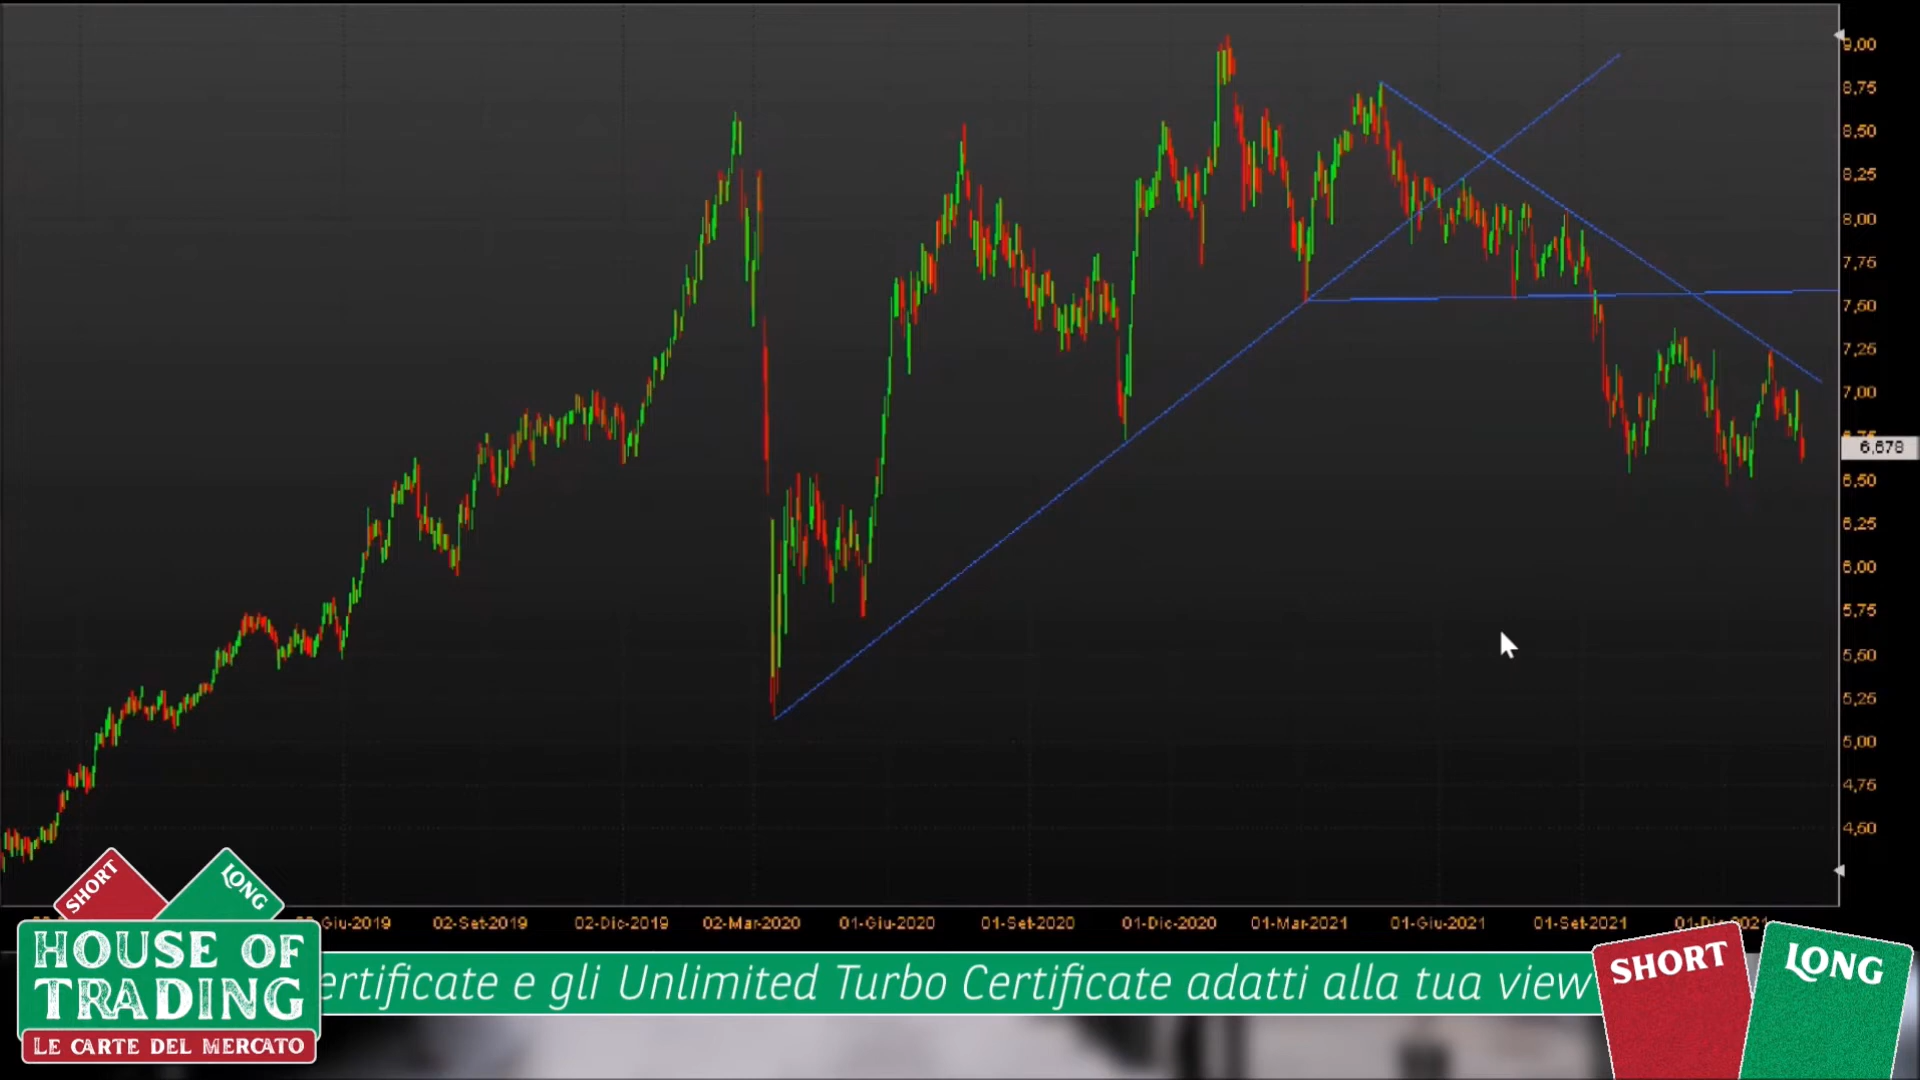 9,00
8,75
8,50
8,25
8,00
7,75
7,50
7,25
7,00
6,678
6,50
6,25
6,00
5,75
5,50
5,25
5,00
4,75
4,50
Giu-2019 02-Set-2019 02-Dic-2019 02-Mar-2020 01-Giu-2020 01-Set-2020 01-Dic-2020 01-Mar-2021 01-Giu-2021 01-Set-2021 01-Dic-2021
SHORT LONG
HOUSE OF
TRADING
LE CARTE DEL MERCATO
ertificate e gli Unlimited Turbo Certificate adatti alla tua view
SHORT LONG